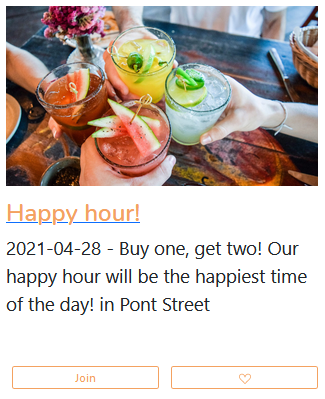 Happy hour!
2021-04-28 - Buy one, get two! Our
happy hour will be the happiest time
of the day! in Pont Street
Join